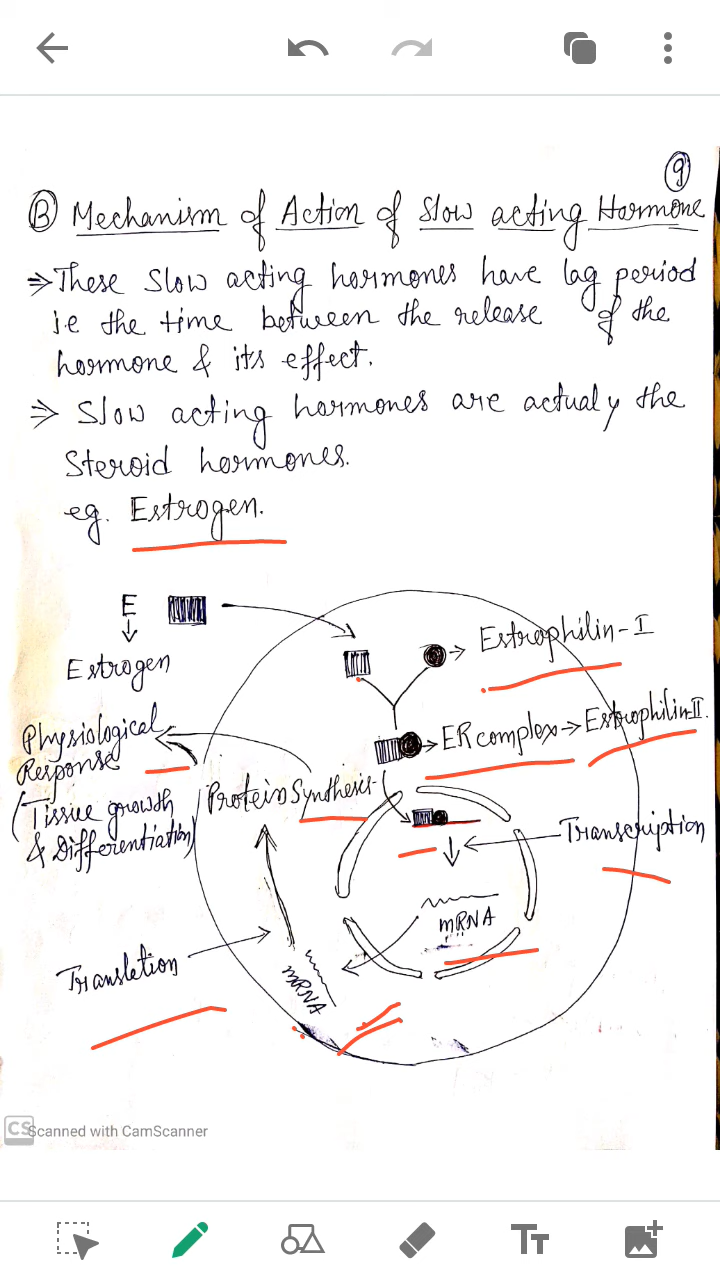 9
B Mechanism of Action of Slow acting Hormone
⇒ These slow acting hormones have lag period
i.e the time between the release of the
hormone & its effect.
⇒ Slow acting hormones are actualy the
Steroid hormones.
eg. Estrogen.
E
↓
Estrogen
→ Estrophilin-I
→ ER complex → Estrophilin-II.
Physiological
Response
(Tissue growth
& Differentiation)
Protein Synthesis
Transcription
mRNA
mRNA
Transletion
CS Scanned with CamScanner
TT